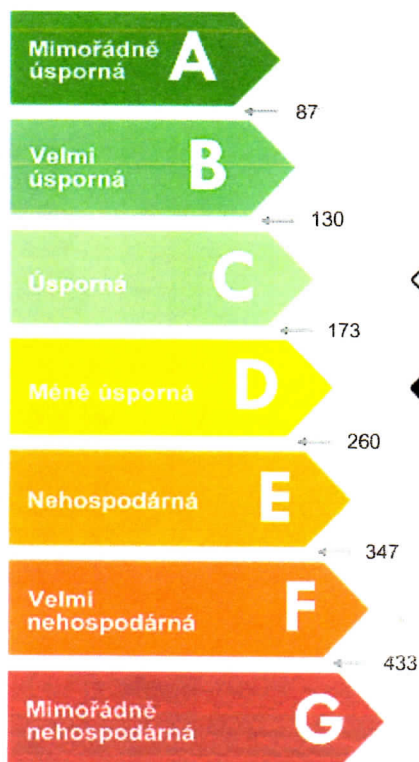 Mimořádně
úsporná
A
87
Velmi
úsporná
B
130
Úsporná
C
173
Méně úsporná
D
260
Nehospodárná
E
347
Velmi
nehospodárná
F
433
Mimořádně
nehospodárná
G